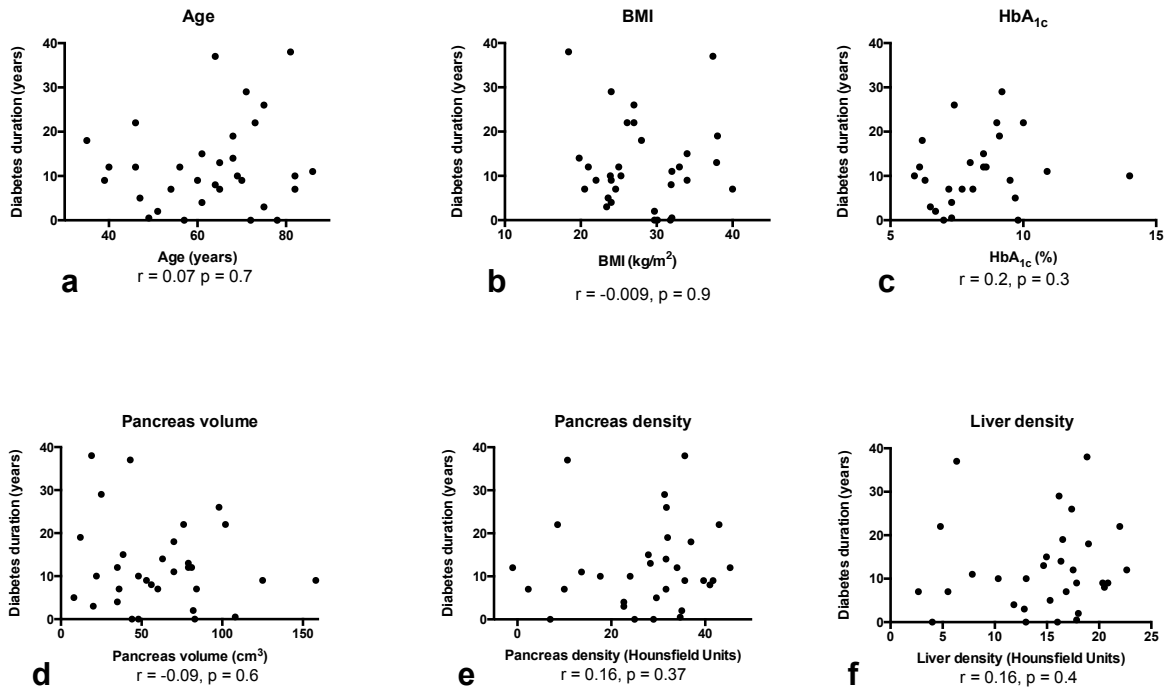 Age
Diabetes duration (years)
40
30
20
10
0
40
60
80
Age (years)
a
r = 0.07 p = 0.7
BMI
Diabetes duration (years)
40
30
20
10
0
10
20
30
40
BMI (kg/m²)
b
r = -0.009, p = 0.9
HbA₁c
Diabetes duration (years)
40
30
20
10
0
5
10
15
HbA₁c (%)
c
r = 0.2, p = 0.3
Pancreas volume
Diabetes duration (years)
40
30
20
10
0
0
50
100
150
Pancreas volume (cm³)
d
r = -0.09, p = 0.6
Pancreas density
Diabetes duration (years)
40
30
20
10
0
0
20
40
Pancreas density (Hounsfield Units)
e
r = 0.16, p = 0.37
Liver density
Diabetes duration (years)
40
30
20
10
0
0
5
10
15
20
25
Liver density (Hounsfield Units)
f
r = 0.16, p = 0.4